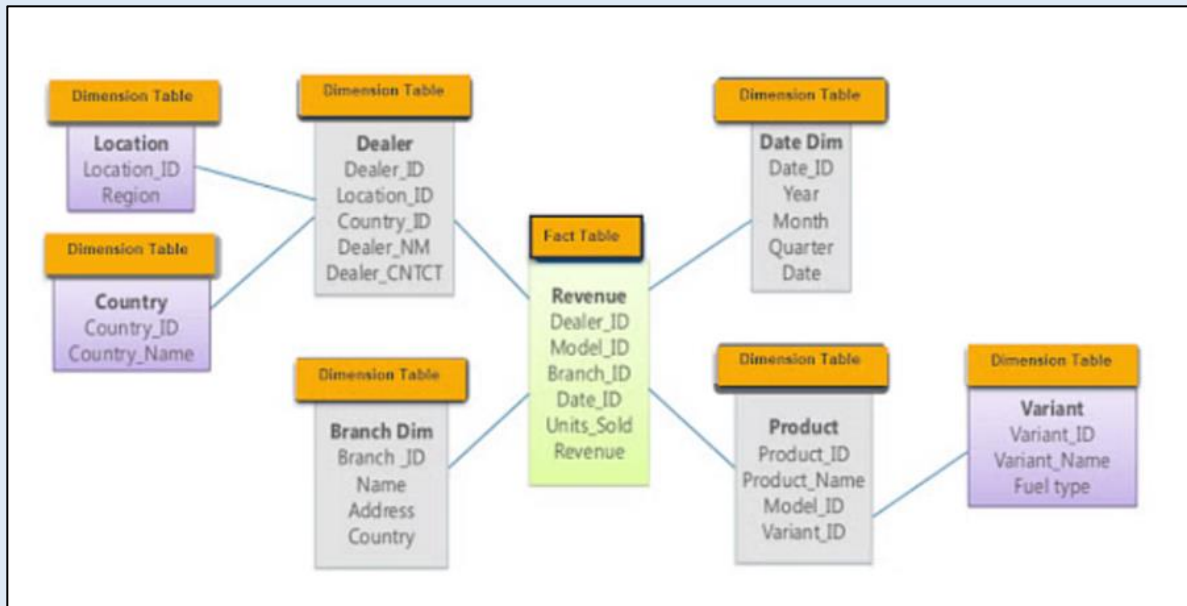 Dimension Table
Location
Location_ID
Region
Dimension Table
Country
Country_ID
Country_Name
Dimension Table
Dealer
Dealer_ID
Location_ID
Country_ID
Dealer_NM
Dealer_CNTCT
Dimension Table
Branch Dim
Branch _ID
Name
Address
Country
Fact Table
Revenue
Dealer_ID
Model_ID
Branch_ID
Date_ID
Units_Sold
Revenue
Dimension Table
Date Dim
Date_ID
Year
Month
Quarter
Date
Dimension Table
Product
Product_ID
Product_Name
Model_ID
Variant_ID
Dimension Table
Variant
Variant_ID
Variant_Name
Fuel type